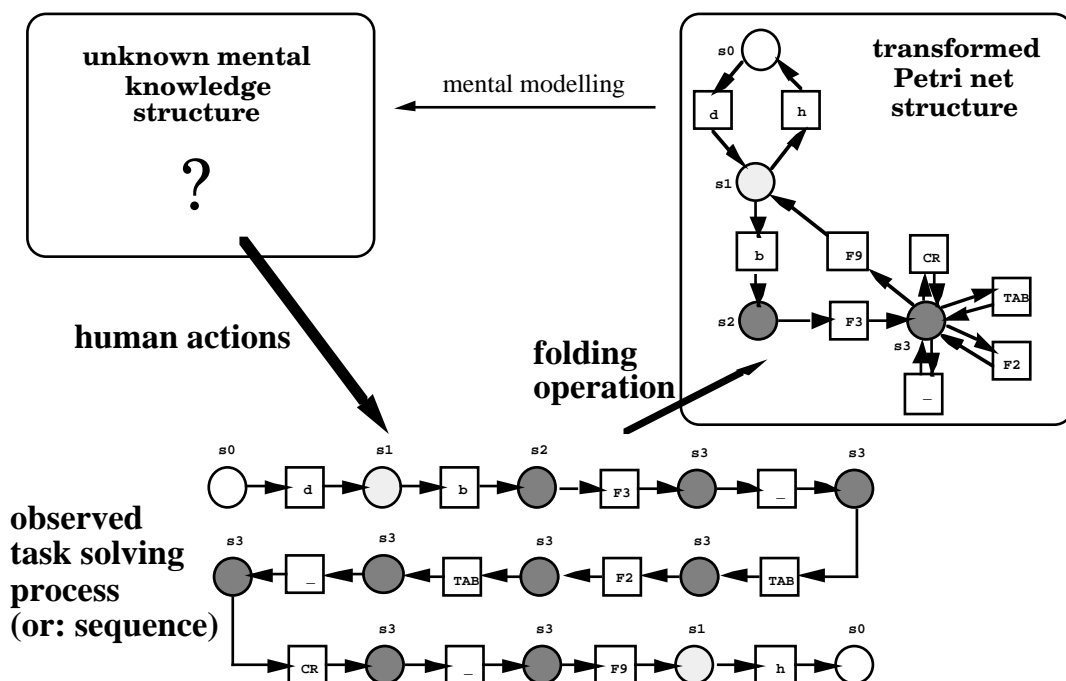 unknown mental
knowledge
structure
?
mental modelling
transformed
Petri net
structure
s0
d
h
s1
b
F9
CR
TAB
s2
F3
s3
F2
_
human actions
folding
operation
s0
s1
s2
s3
s3
d
b
F3
_
observed
task solving
process
(or: sequence)
s3
s3
s3
s3
_
TAB
F2
TAB
s3
s3
s1
s0
CR
_
F9
h